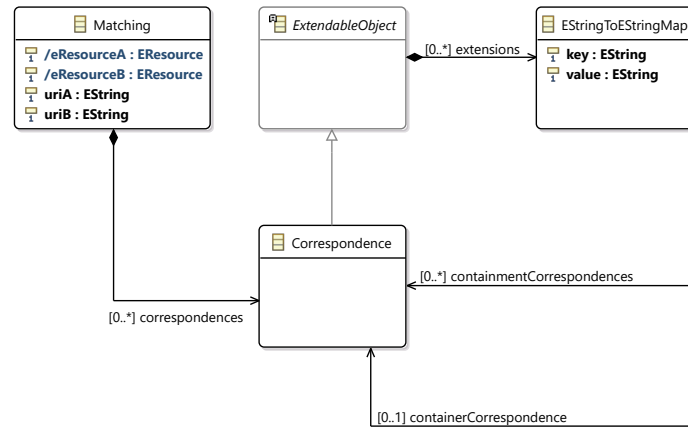 Matching
/eResourceA : EResource
/eResourceB : EResource
uriA : EString
uriB : EString
ExtendableObject
[0..*] extensions
EStringToEStringMap
key : EString
value : EString
Correspondence
[0..*] correspondences
[0..*] containmentCorrespondences
[0..1] containerCorrespondence